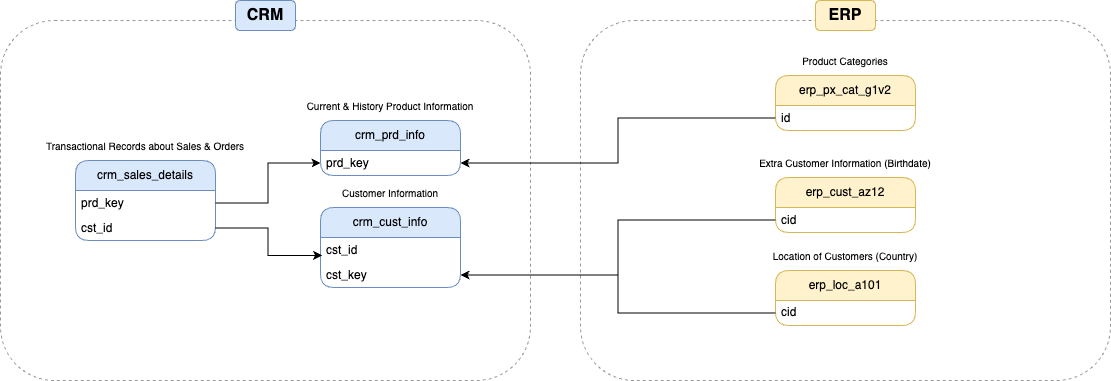 CRM
Transactional Records about Sales & Orders
crm_sales_details
prd_key
cst_id
Current & History Product Information
crm_prd_info
prd_key
Customer Information
crm_cust_info
cst_id
cst_key
ERP
Product Categories
erp_px_cat_g1v2
id
Extra Customer Information (Birthdate)
erp_cust_az12
cid
Location of Customers (Country)
erp_loc_a101
cid